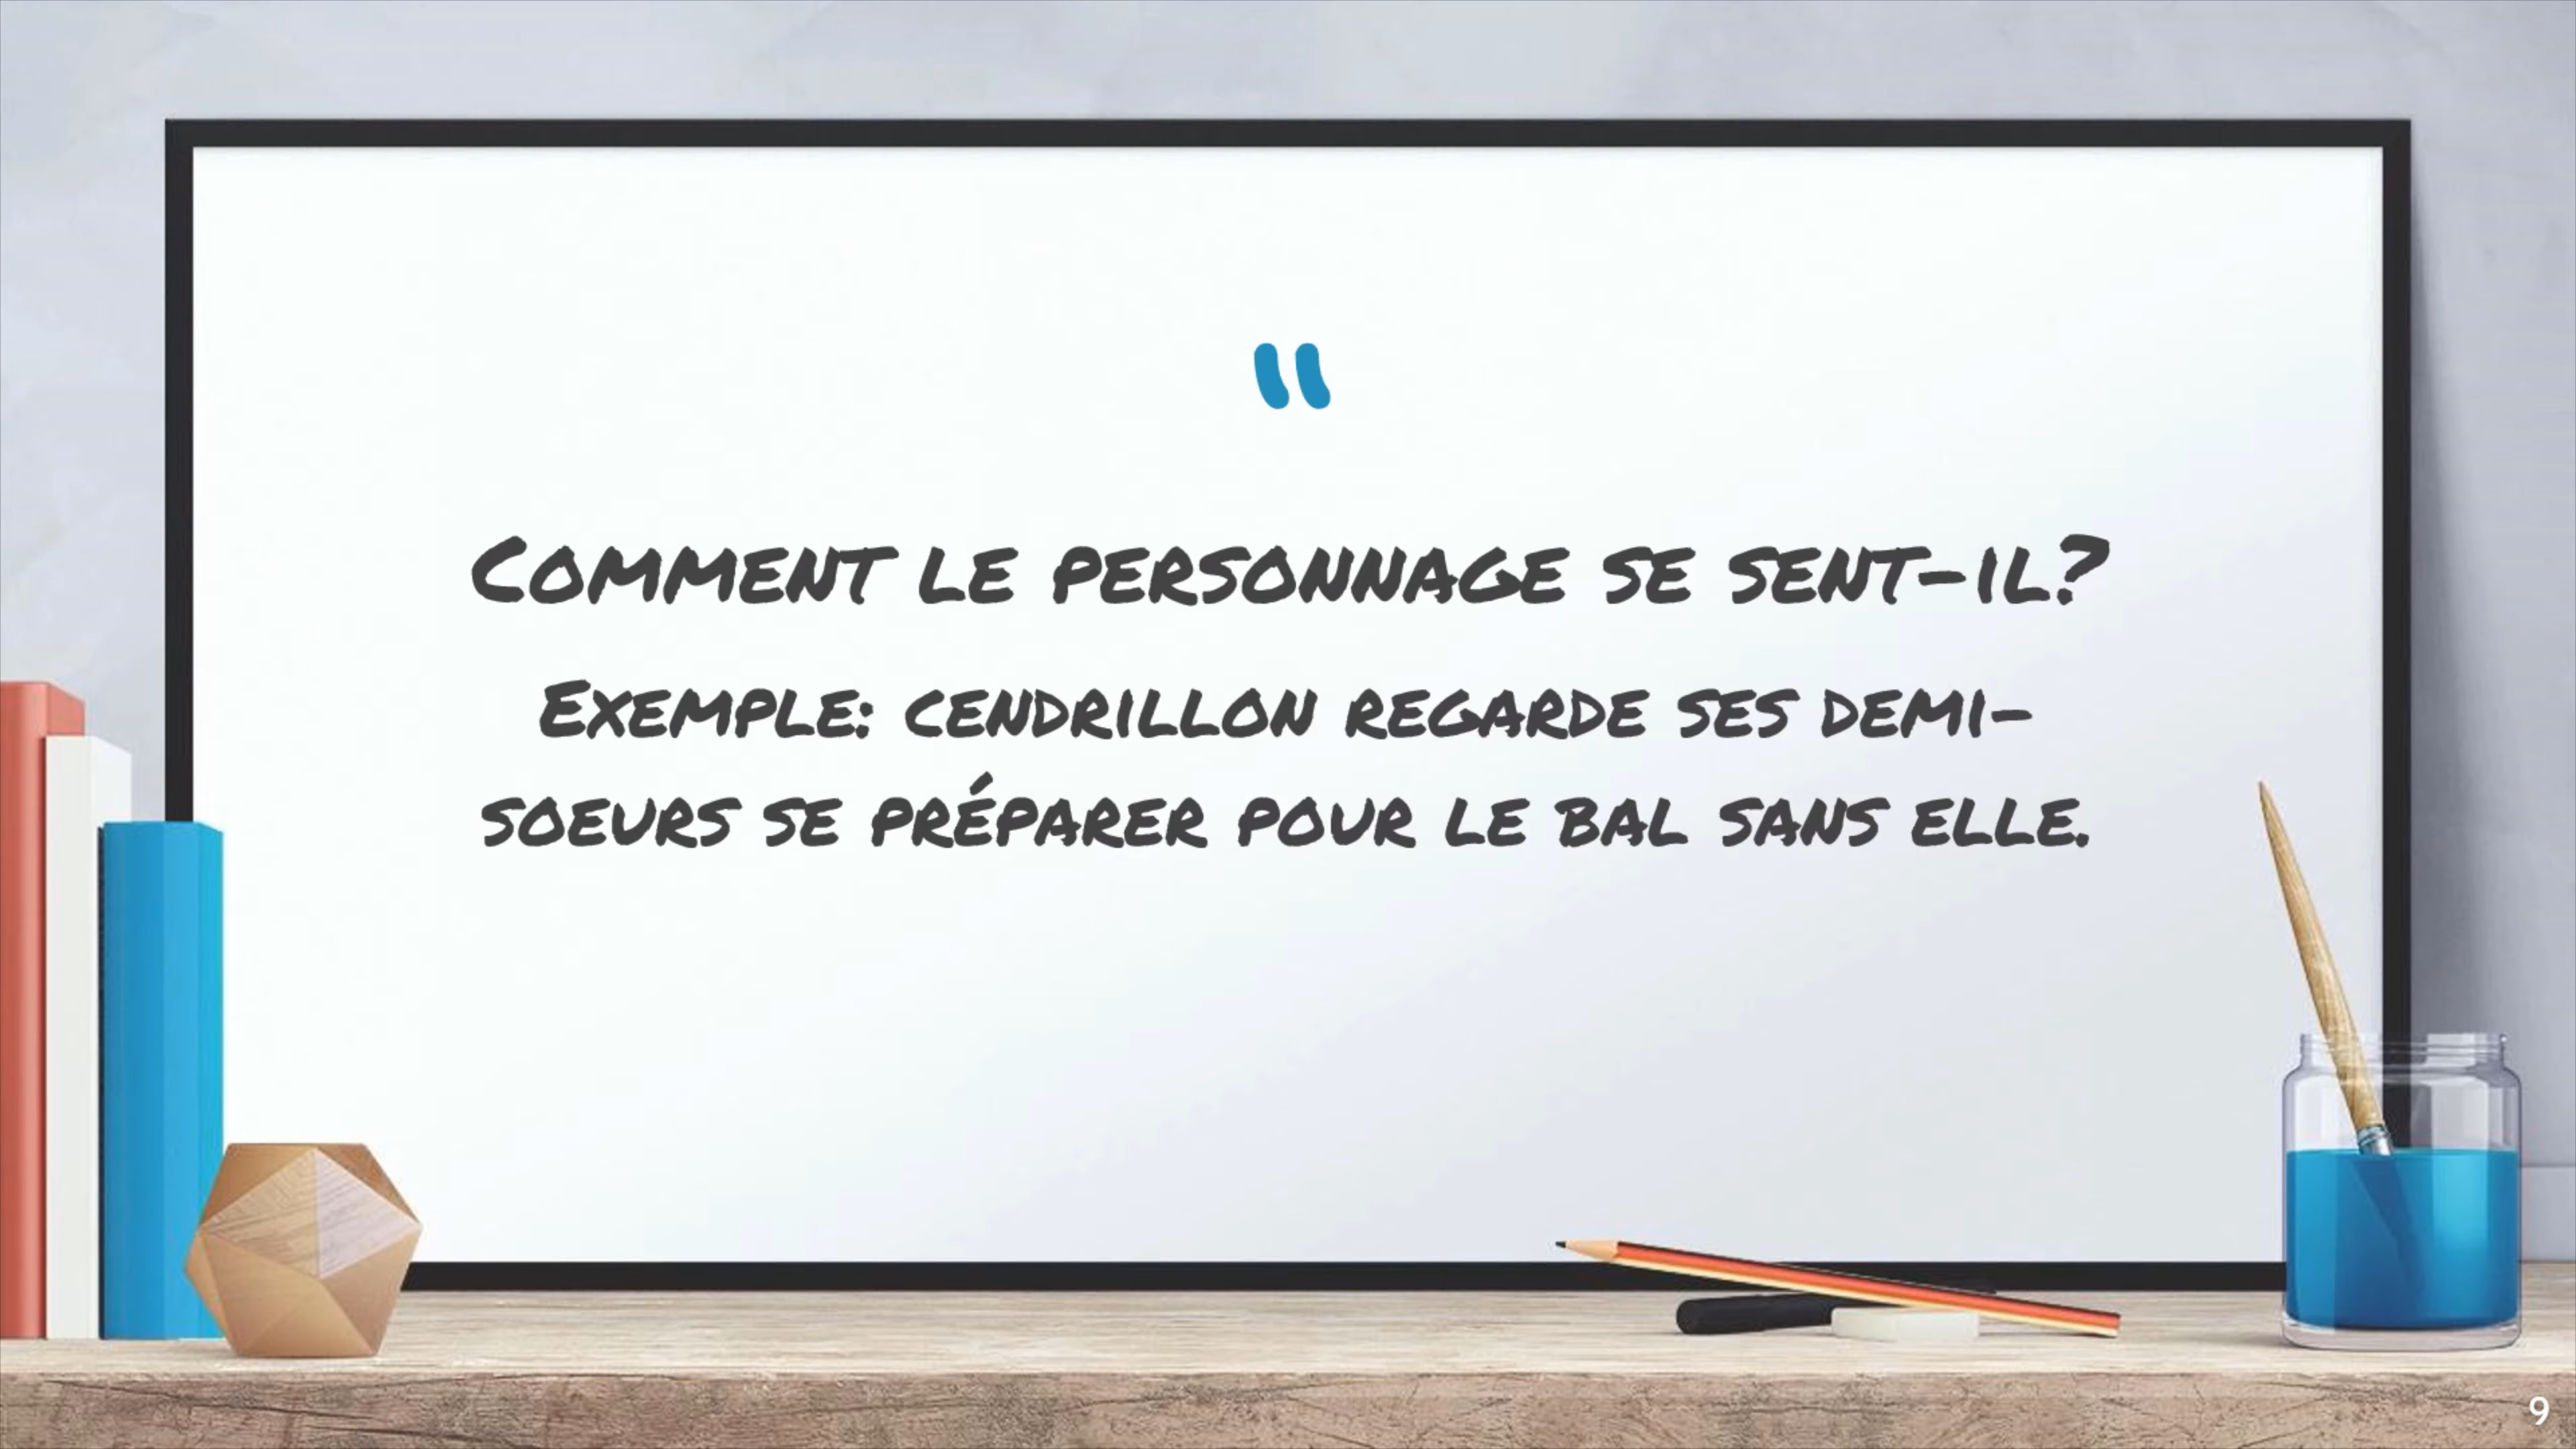 "
Comment le personnage se sent-il?
Exemple: cendrillon regarde ses demi-
soeurs se préparer pour le bal sans elle.
9